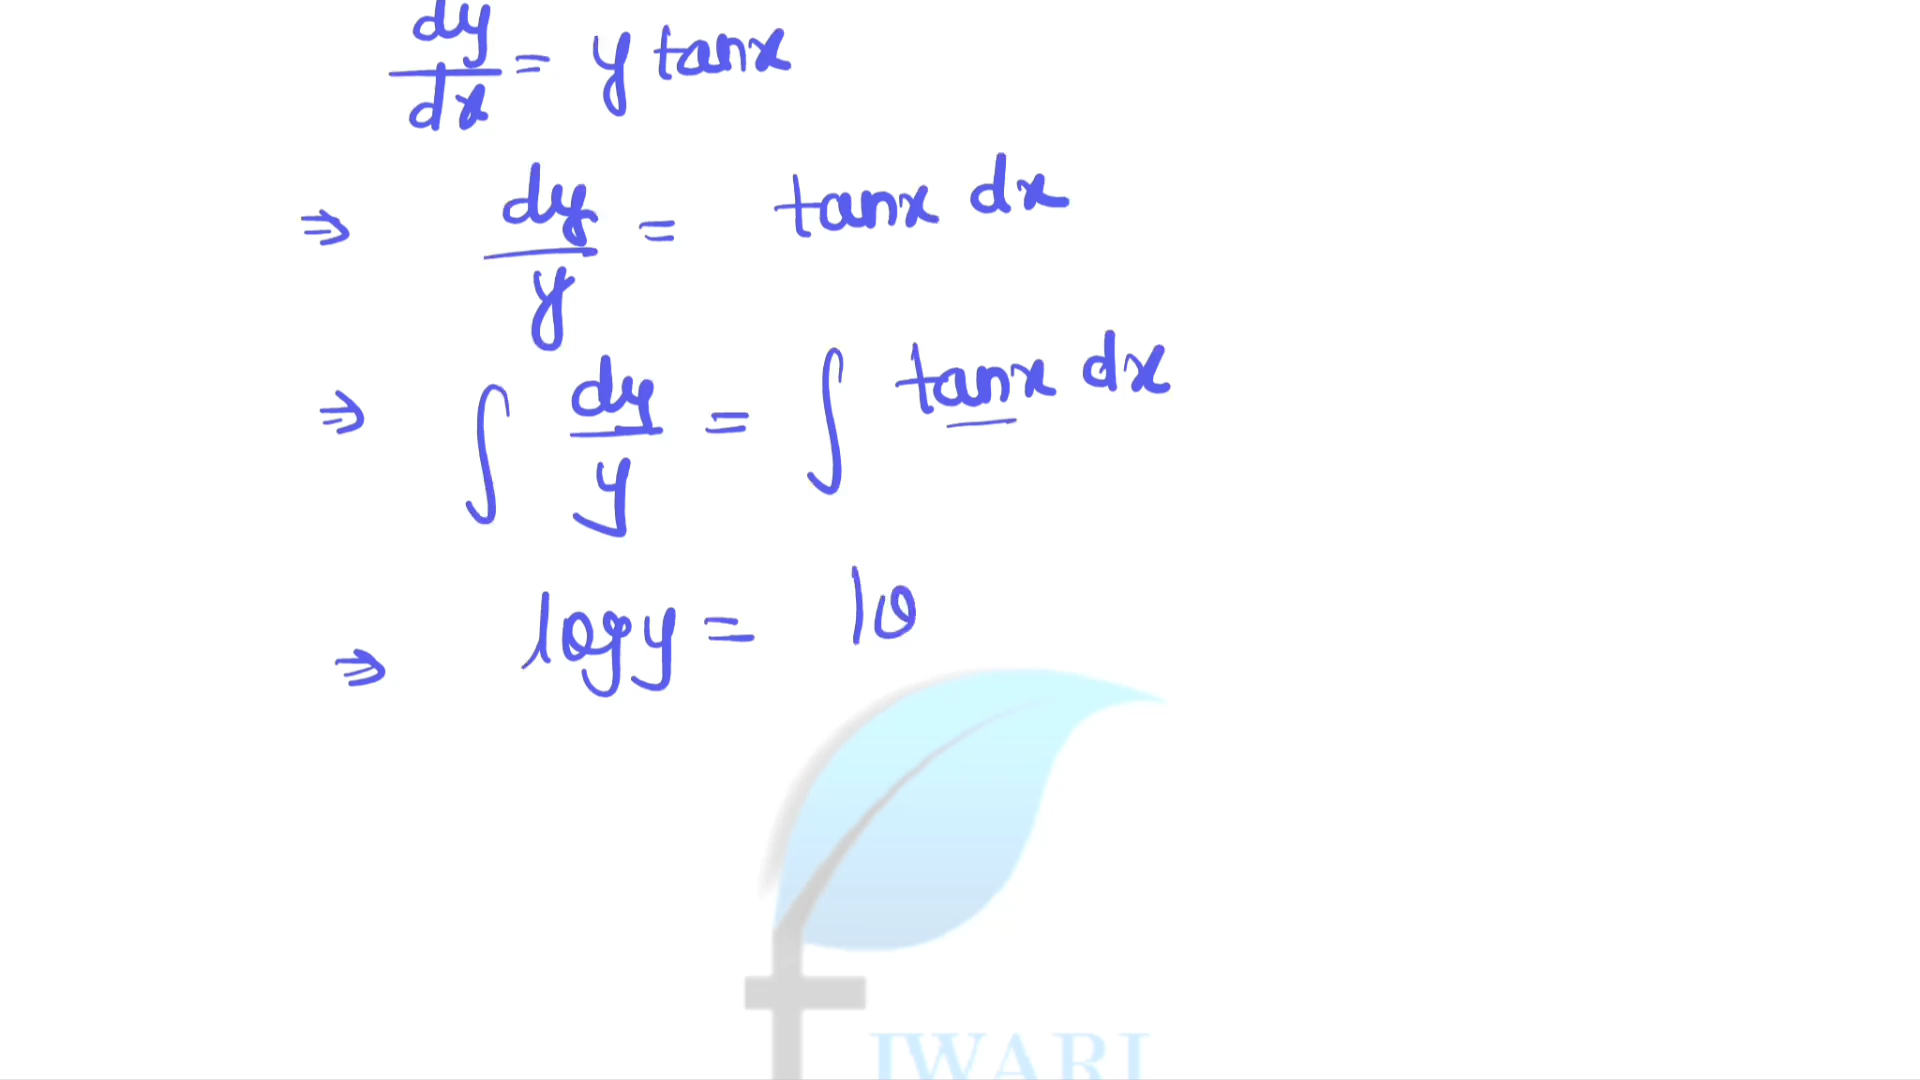 dy/dx = y tanx
⇒ dy/y = tanx dx
⇒ ∫ dy/y = ∫ tanx dx
⇒ logy = lo
IWARI